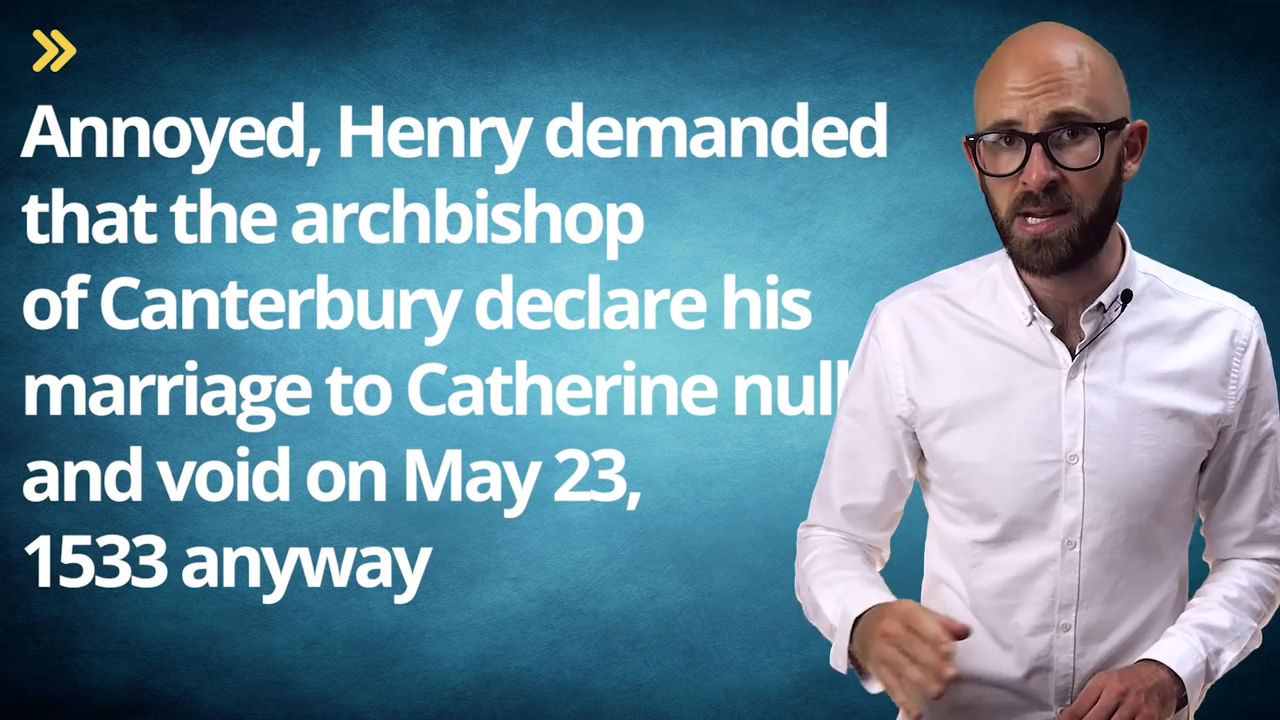 Annoyed, Henry demanded
that the archbishop
of Canterbury declare his
marriage to Catherine null
and void on May 23,
1533 anyway